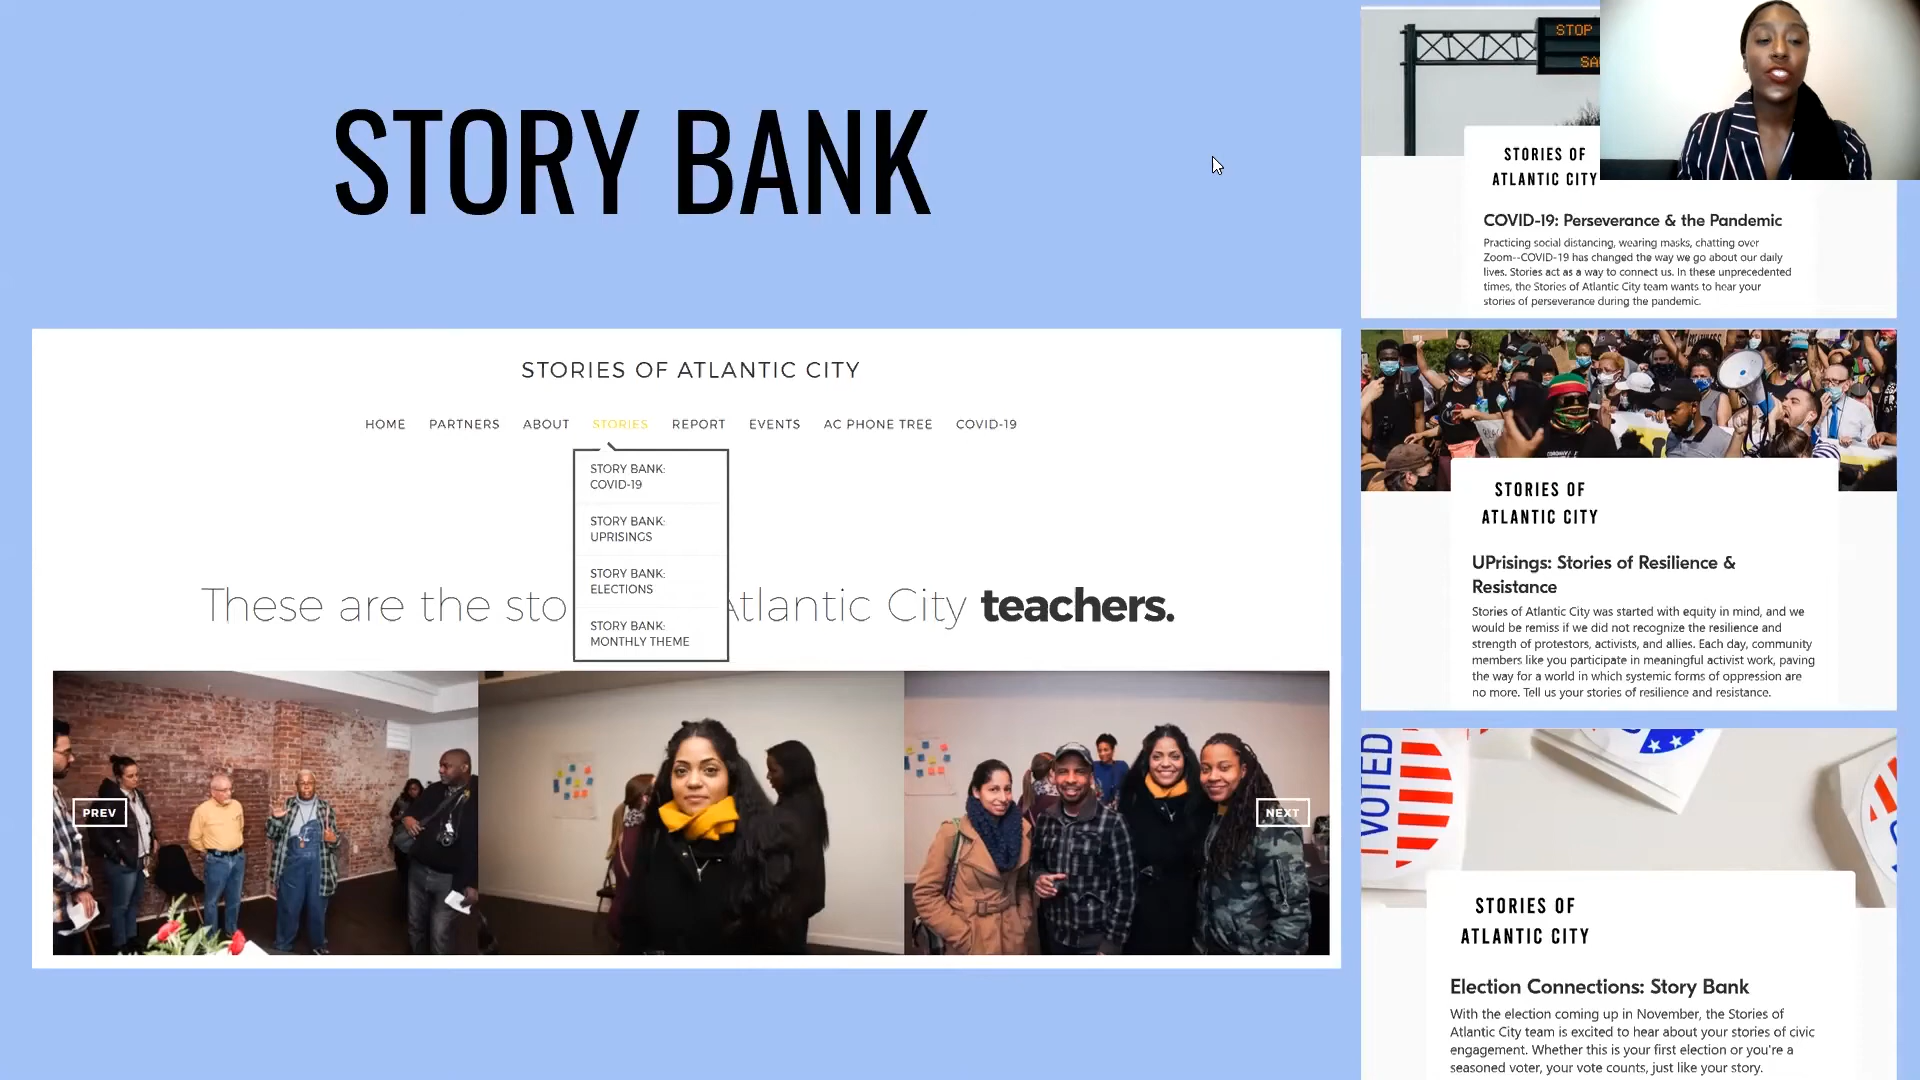 STORY BANK
STORIES OF ATLANTIC CITY
HOME PARTNERS ABOUT STORIES REPORT EVENTS AC PHONE TREE COVID-19
STORY BANK:
COVID-19
STORY BANK:
UPRISINGS
STORY BANK:
ELECTIONS
STORY BANK:
MONTHLY THEME
These are the sto Atlantic City teachers.
PREV
NEXT
STOP
SA
STORIES OF
ATLANTIC CITY
COVID-19: Perseverance & the Pandemic
Practicing social distancing, wearing masks, chatting over
Zoom--COVID-19 has changed the way we go about our daily
lives. Stories act as a way to connect us. In these unprecedented
times, the Stories of Atlantic City team wants to hear your
stories of perseverance during the pandemic.
STORIES OF
ATLANTIC CITY
UPrisings: Stories of Resilience &
Resistance
Stories of Atlantic City was started with equity in mind, and we
would be remiss if we did not recognize the resilience and
strength of protestors, activists, and allies. Each day, community
members like you participate in meaningful activist work, paving
the way for a world in which systemic forms of oppression are
no more. Tell us your stories of resilience and resistance.
I VOTED
STORIES OF
ATLANTIC CITY
Election Connections: Story Bank
With the election coming up in November, the Stories of
Atlantic City team is excited to hear about your stories of civic
engagement. Whether this is your first election or you're a
seasoned voter, your vote counts, just like your story.